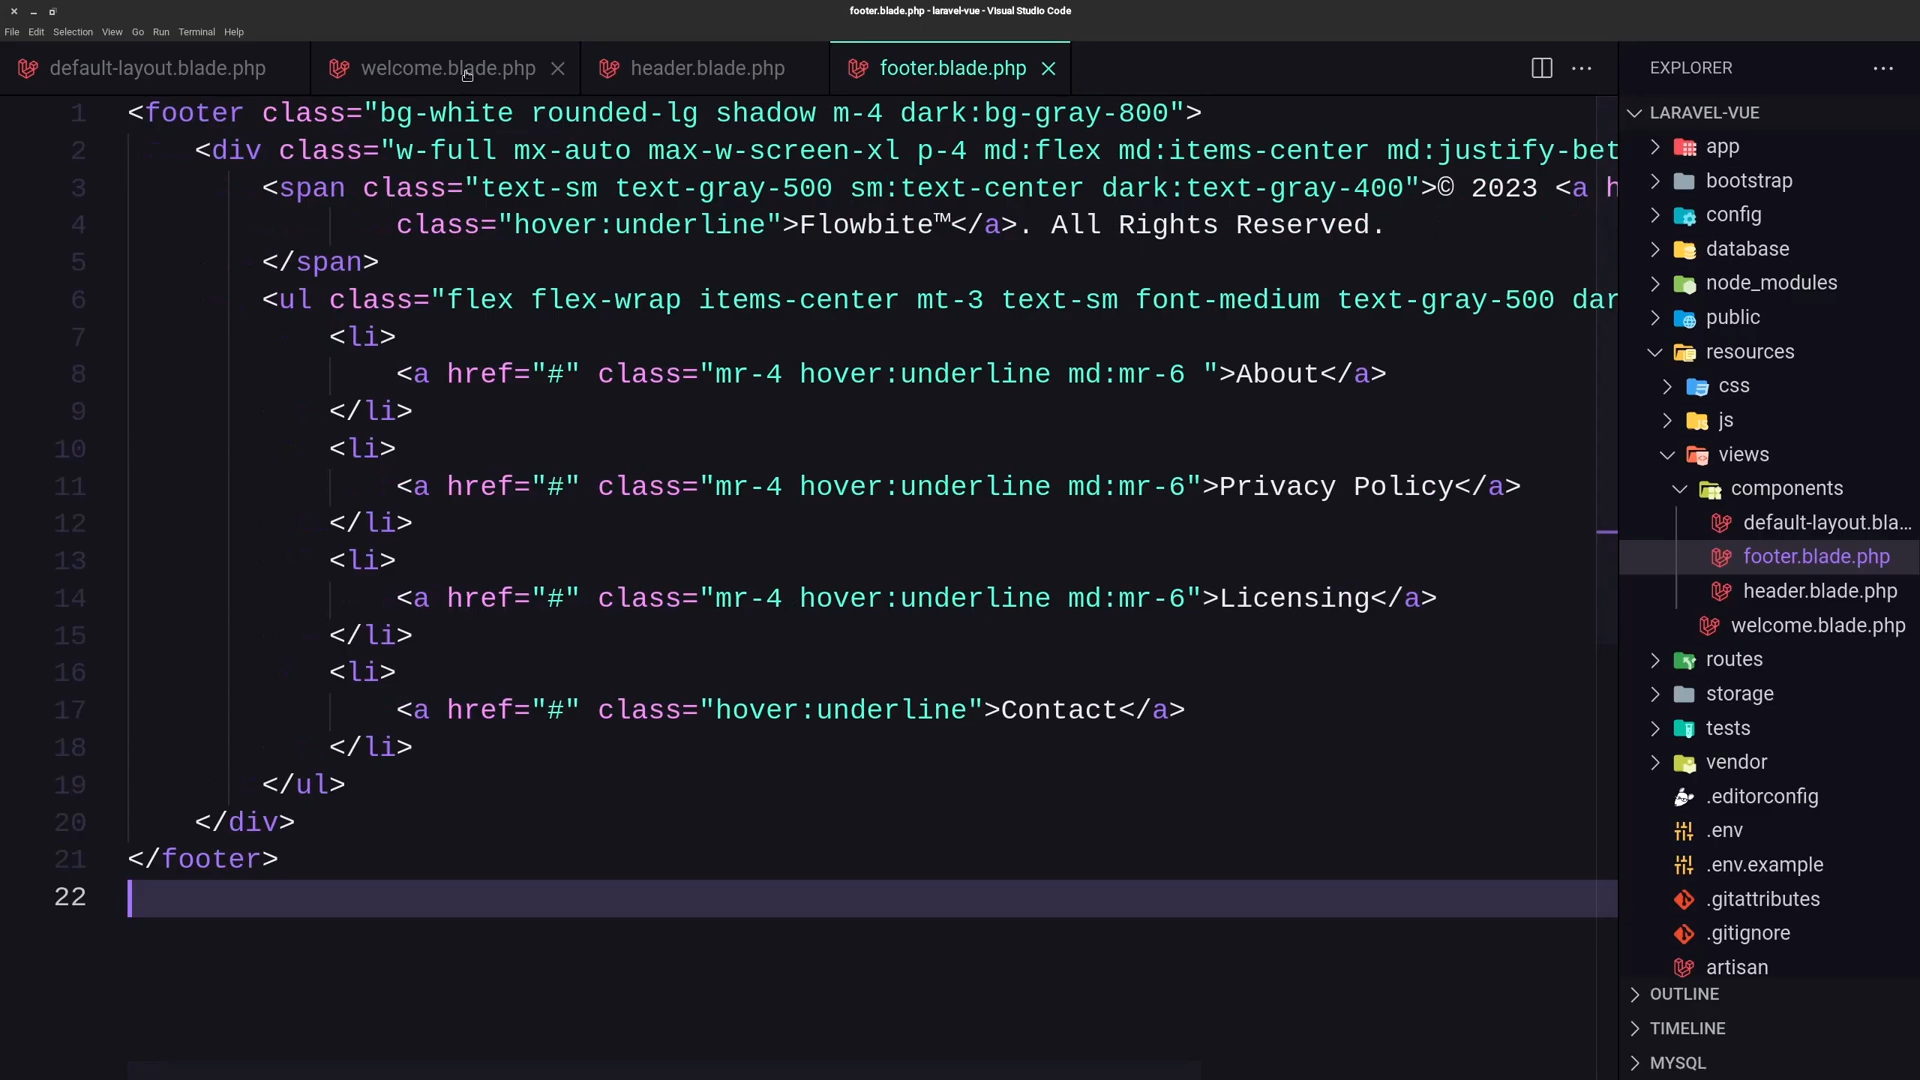 footer.blade.php - laravel-vue - Visual Studio Code
File Edit Selection View Go Run Terminal Help
default-layout.blade.php welcome.blade.php header.blade.php footer.blade.php
1 <footer class="bg-white rounded-lg shadow m-4 dark:bg-gray-800">
2 <div class="w-full mx-auto max-w-screen-xl p-4 md:flex md:items-center md:justify-bet
3 <span class="text-sm text-gray-500 sm:text-center dark:text-gray-400">© 2023 <a h
4 class="hover:underline">Flowbite™</a>. All Rights Reserved.
5 </span>
6 <ul class="flex flex-wrap items-center mt-3 text-sm font-medium text-gray-500 dar
7 <li>
8 <a href="#" class="mr-4 hover:underline md:mr-6 ">About</a>
9 </li>
10 <li>
11 <a href="#" class="mr-4 hover:underline md:mr-6">Privacy Policy</a>
12 </li>
13 <li>
14 <a href="#" class="mr-4 hover:underline md:mr-6">Licensing</a>
15 </li>
16 <li>
17 <a href="#" class="hover:underline">Contact</a>
18 </li>
19 </ul>
20 </div>
21 </footer>
22
EXPLORER
LARAVEL-VUE
app
bootstrap
config
database
node_modules
public
resources
css
js
views
components
default-layout.bla...
footer.blade.php
header.blade.php
welcome.blade.php
routes
storage
tests
vendor
.editorconfig
.env
.env.example
.gitattributes
.gitignore
artisan
OUTLINE
TIMELINE
MYSQL